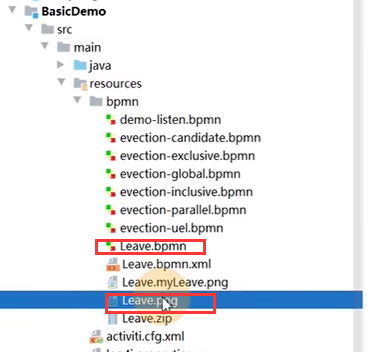 BasicDemo
src
main
java
resources
bpmn
demo-listen.bpmn
evection-candidate.bpmn
evection-exclusive.bpmn
evection-global.bpmn
evection-inclusive.bpmn
evection-parallel.bpmn
evection-uel.bpmn
Leave.bpmn
Leave.bpmn.xml
Leave.myLeave.png
Leave.png
Leave.zip
activiti.cfg.xml